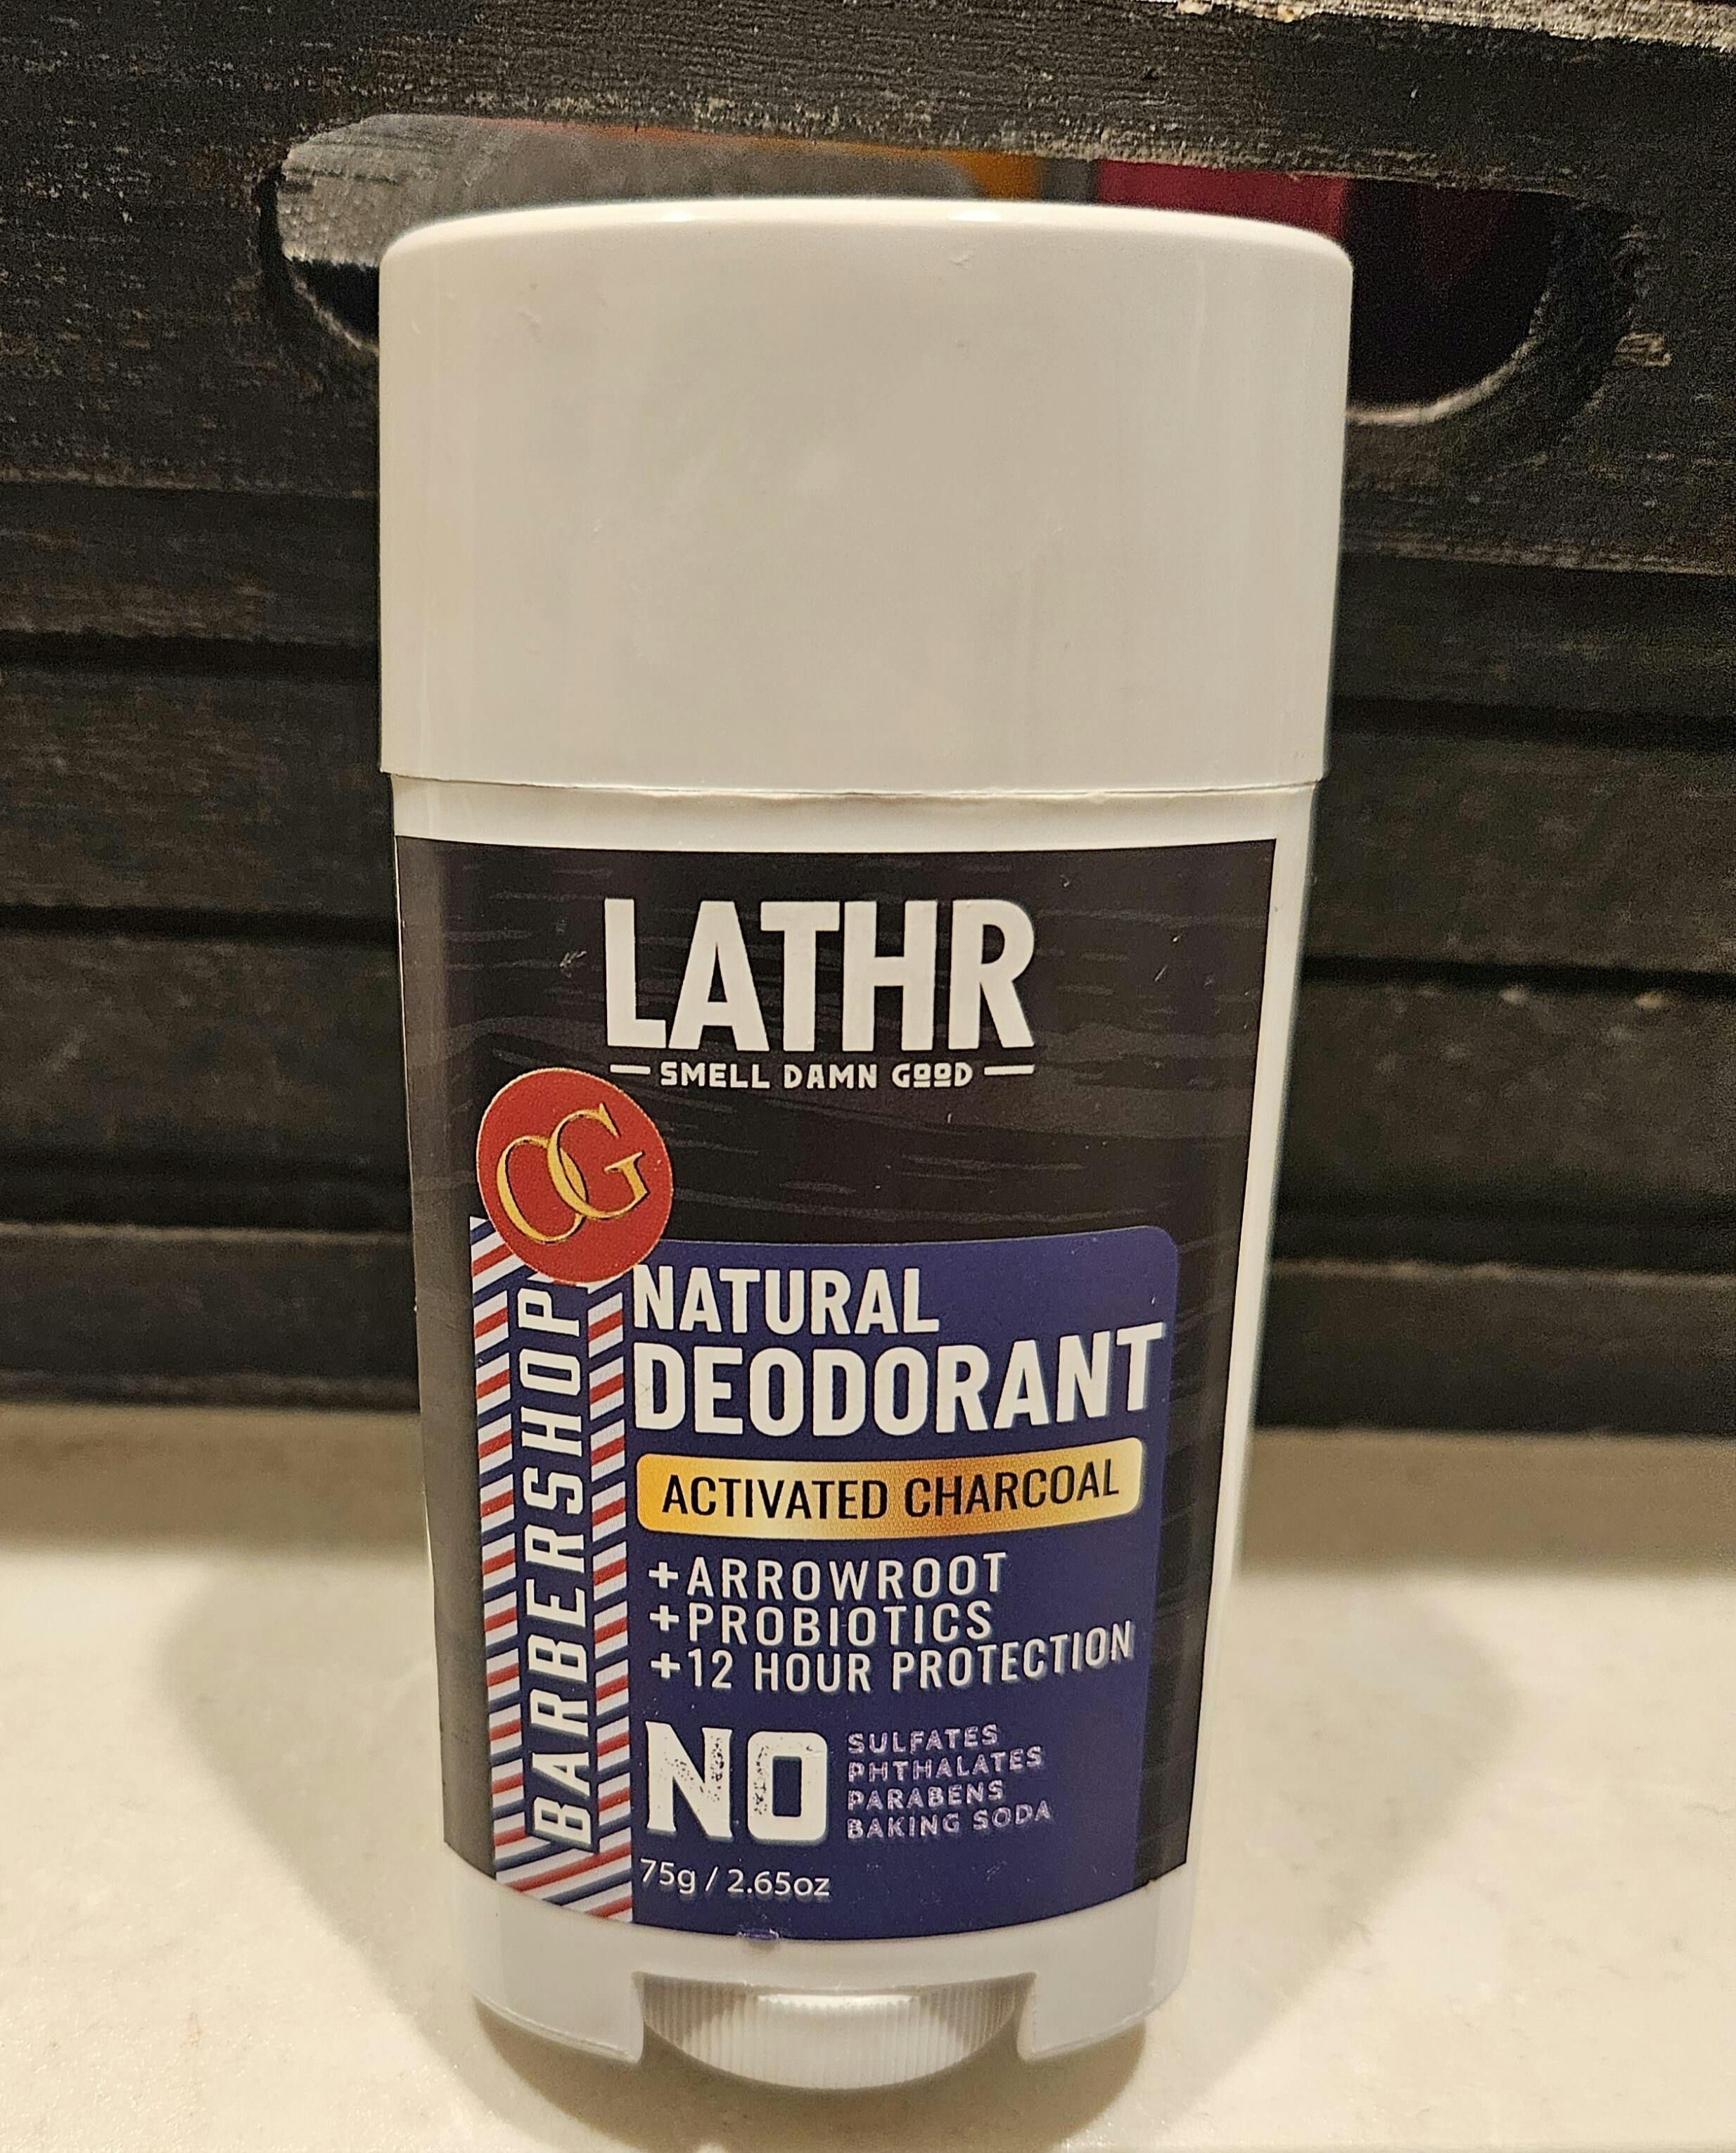 LATHR
SMELL DAMN GOOD
OG
BARBERSHOP
NATURAL
DEODORANT
ACTIVATED CHARCOAL
+ARROWROOT
+PROBIOTICS
+12 HOUR PROTECTION
NO
SULFATES
PHTHALATES
PARABENS
BAKING SODA
75g / 2.65oz